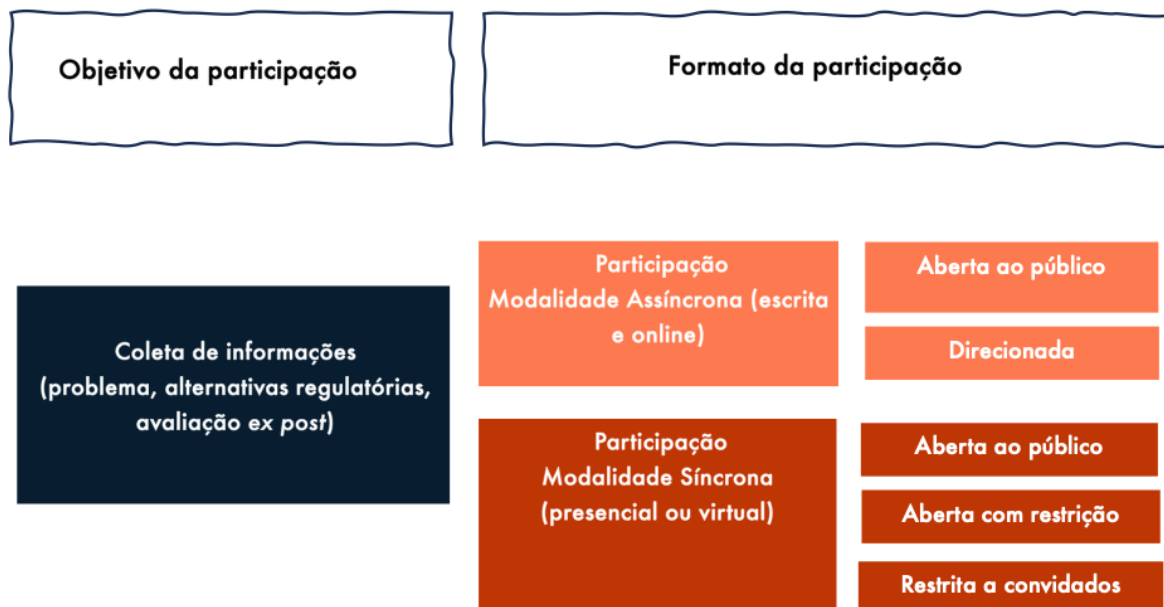 Objetivo da participação
Formato da participação
Coleta de informações
(problema, alternativas regulatórias,
avaliação ex post)
Participação
Modalidade Assíncrona (escrita
e online)
Aberta ao público
Direcionada
Participação
Modalidade Síncrona
(presencial ou virtual)
Aberta ao público
Aberta com restrição
Restrita a convidados